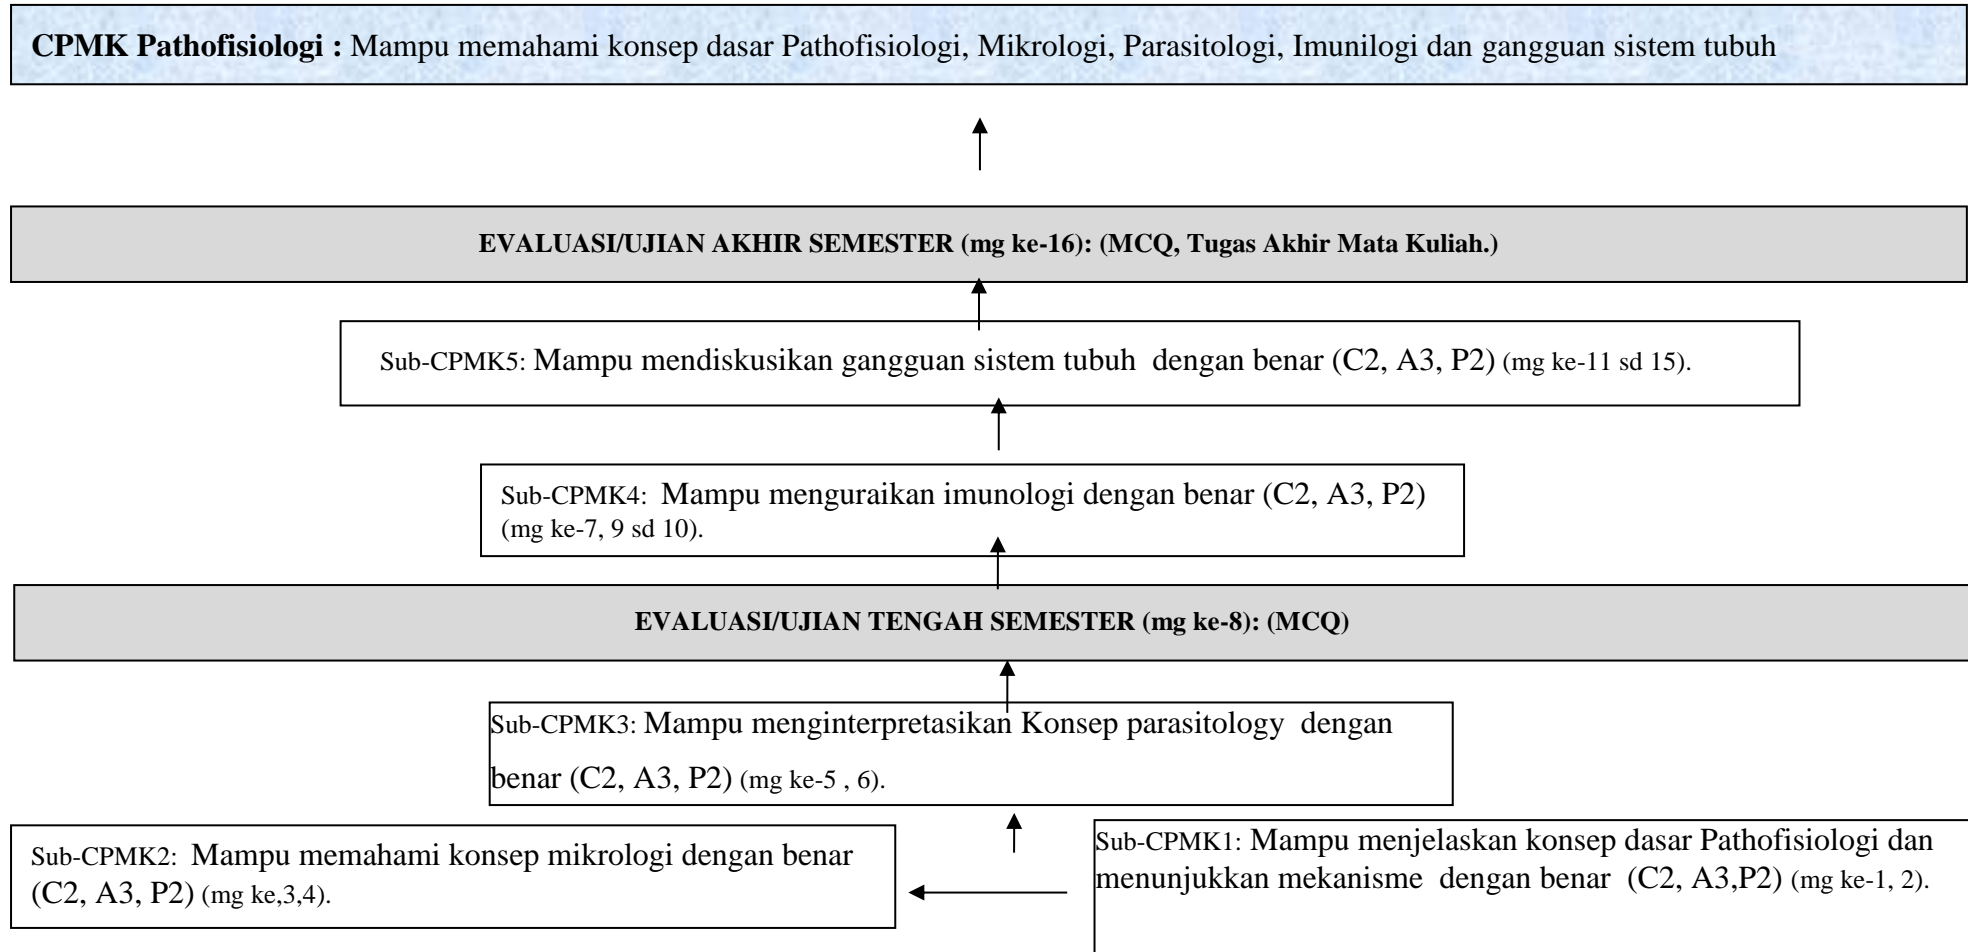 CPMK Pathofisiologi : Mampu memahami konsep dasar Pathofisiologi, Mikrologi, Parasitologi, Imunilogi dan gangguan sistem tubuh
EVALUASI/UJIAN AKHIR SEMESTER (mg ke-16): (MCQ, Tugas Akhir Mata Kuliah.)
Sub-CPMK5: Mampu mendiskusikan gangguan sistem tubuh dengan benar (C2, A3, P2) (mg ke-11 sd 15).
Sub-CPMK4: Mampu menguraikan imunologi dengan benar (C2, A3, P2)
(mg ke-7, 9 sd 10).
EVALUASI/UJIAN TENGAH SEMESTER (mg ke-8): (MCQ)
Sub-CPMK3: Mampu menginterpretasikan Konsep parasitology dengan
benar (C2, A3, P2) (mg ke-5 , 6).
Sub-CPMK2: Mampu memahami konsep mikrologi dengan benar
(C2, A3, P2) (mg ke,3,4).
Sub-CPMK1: Mampu menjelaskan konsep dasar Pathofisiologi dan
menunjukkan mekanisme dengan benar (C2, A3,P2) (mg ke-1, 2).